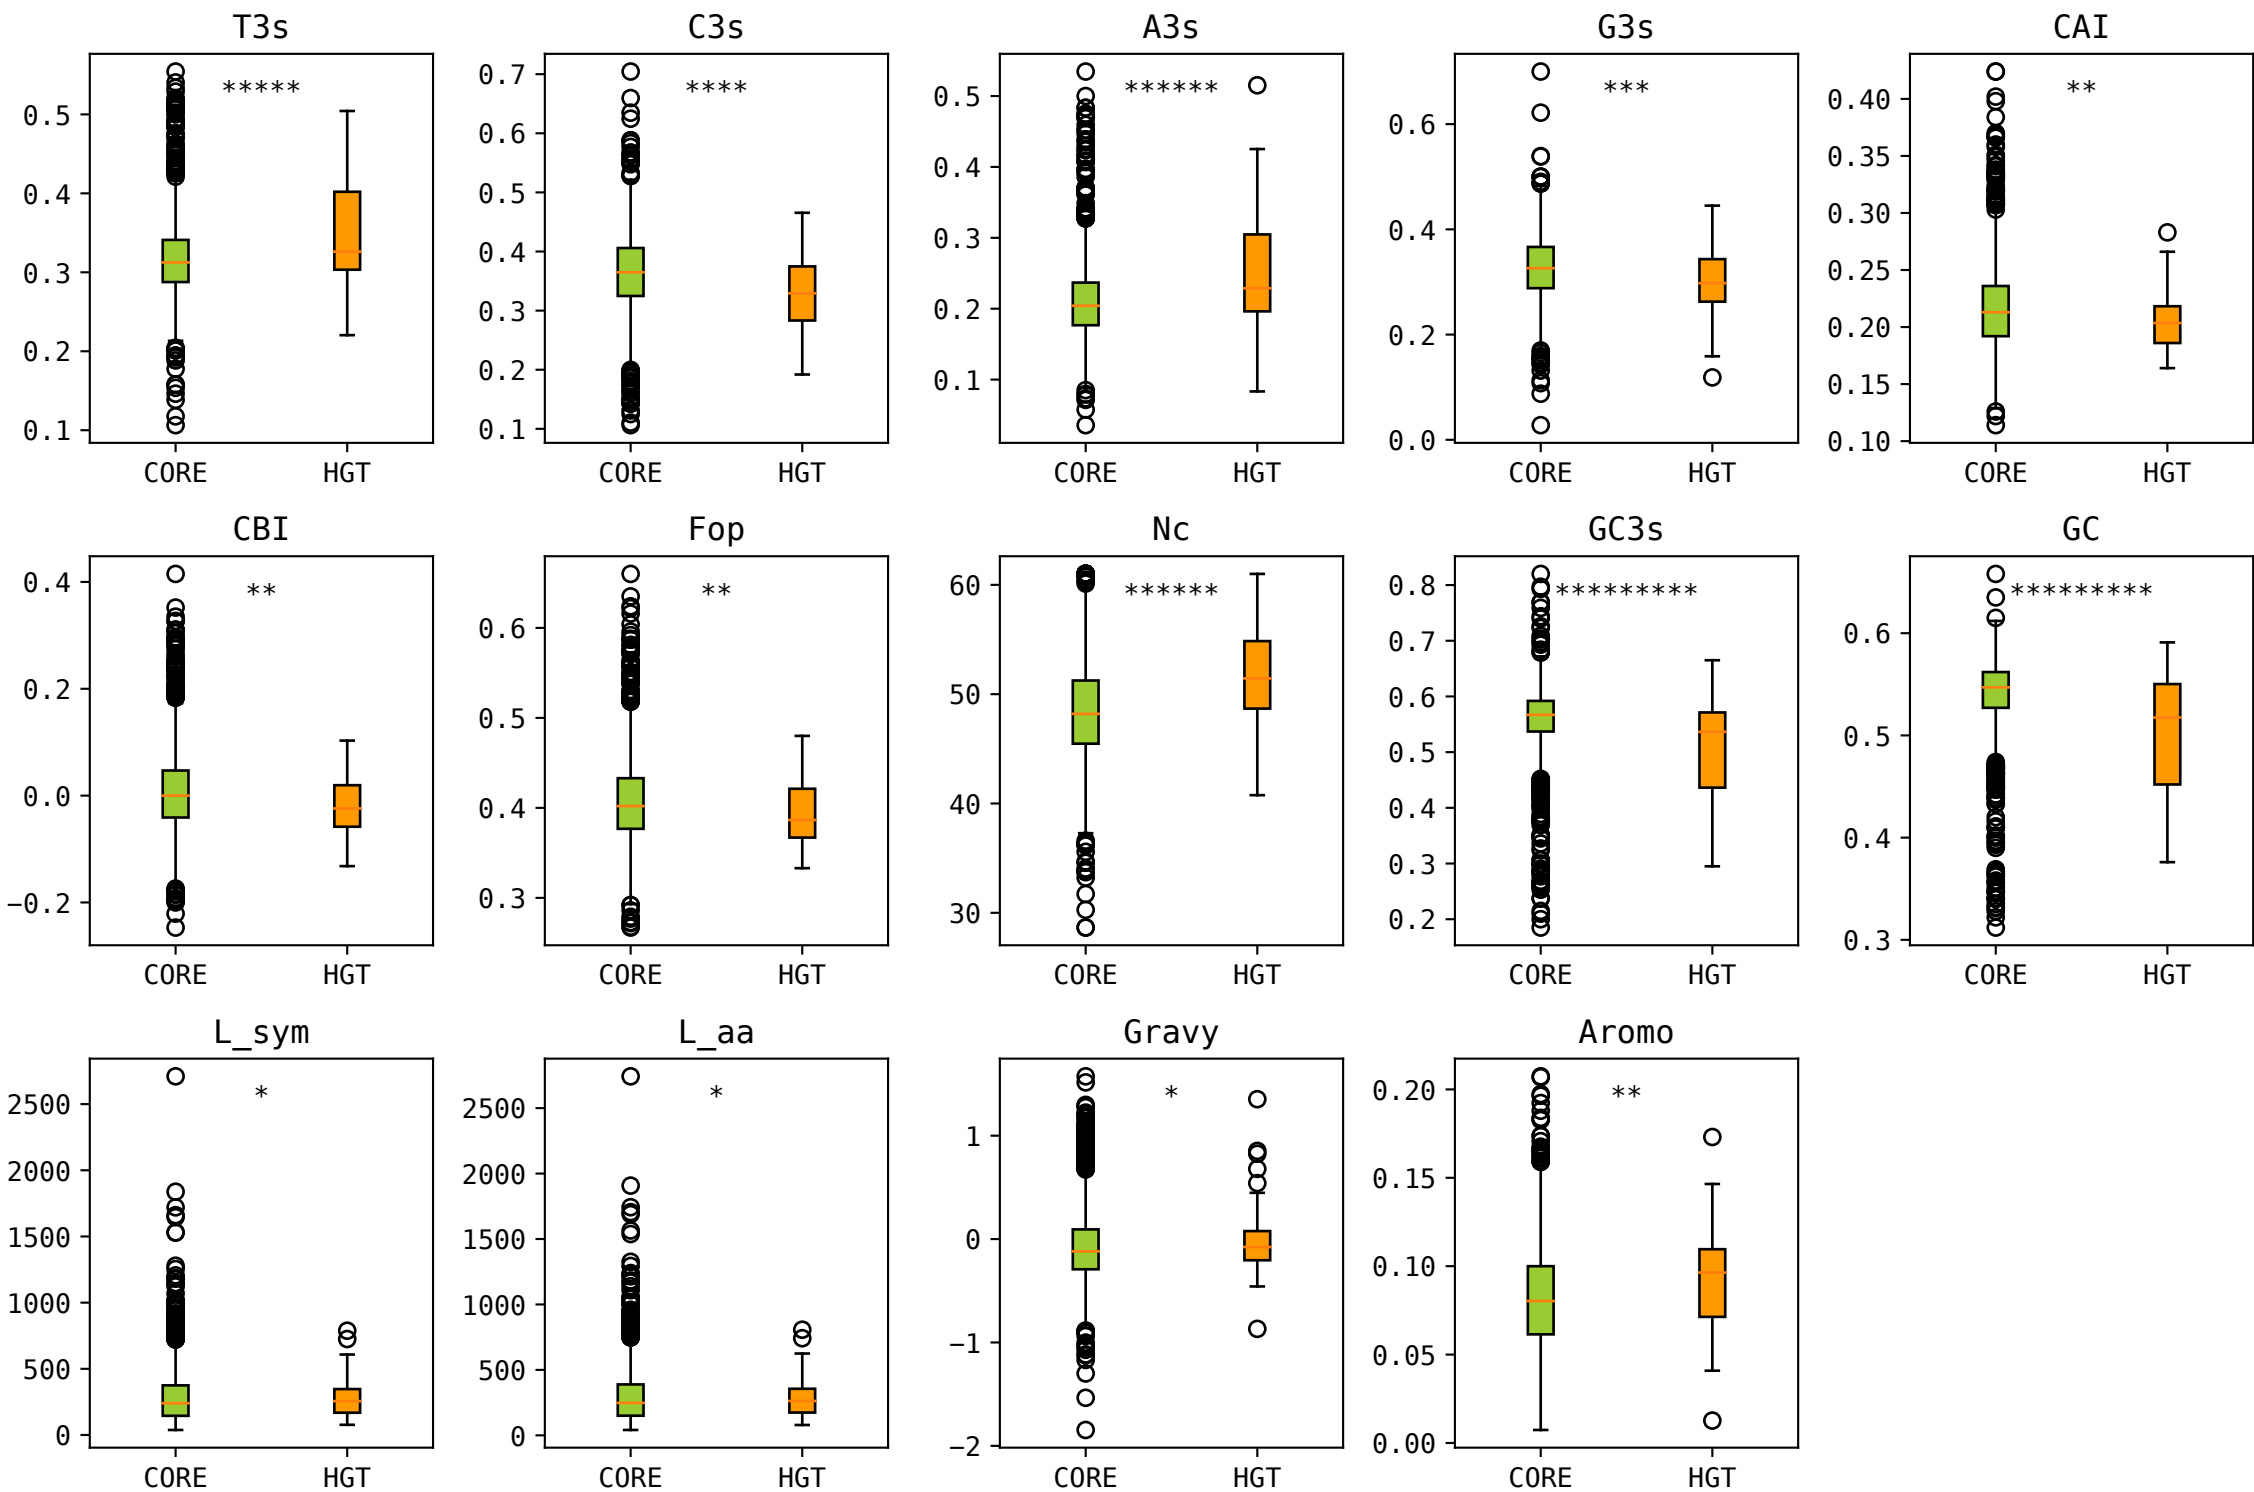 T3s C3s A3s G3s CAI
***** **** ****** *** **
0.5 0.4 0.3 0.2 0.1
0.7 0.6 0.5 0.4 0.3 0.2 0.1
0.5 0.4 0.3 0.2 0.1
0.6 0.4 0.2 0.0
0.40 0.35 0.30 0.25 0.20 0.15 0.10
CORE HGT CORE HGT CORE HGT CORE HGT CORE HGT
CBI Fop Nc GC3s GC
** ** ****** ********* *********
0.4 0.2 0.0 −0.2
0.6 0.5 0.4 0.3
60 50 40 30
0.8 0.7 0.6 0.5 0.4 0.3 0.2
0.6 0.5 0.4 0.3
CORE HGT CORE HGT CORE HGT CORE HGT CORE HGT
L_sym L_aa Gravy Aromo
* * * **
2500 2000 1500 1000 500 0
2500 2000 1500 1000 500 0
1 0 −1 −2
0.20 0.15 0.10 0.05 0.00
CORE HGT CORE HGT CORE HGT CORE HGT